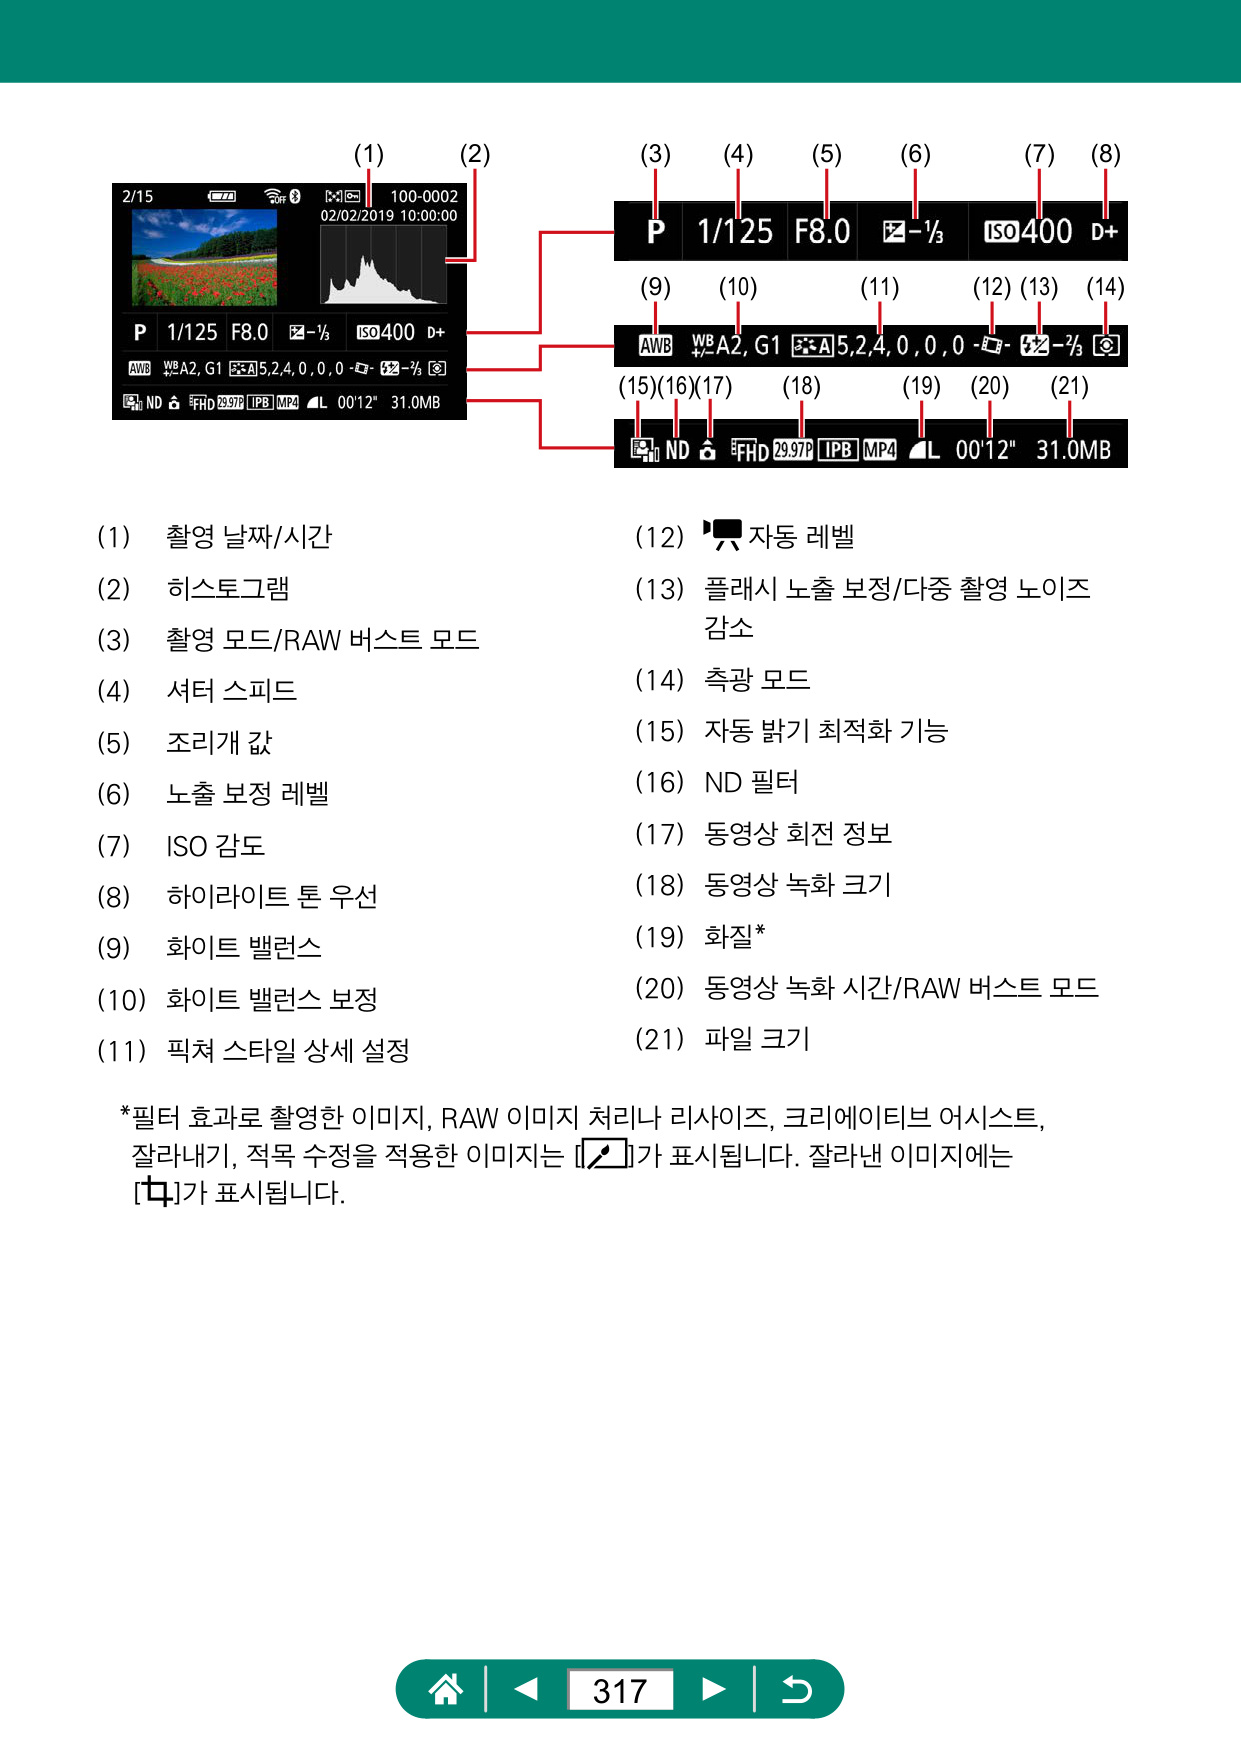 (1) (2)
2/15 OFF 100-0002
02/02/2019 10:00:00
P 1/125 F8.0 -1/3 ISO400 D+
AWB WB+/-A2, G1 A5,2,4,0,0,0 -2/3
ND FHD 29.97P IPB MP4 L 00'12" 31.0MB
(3) (4) (5) (6) (7) (8)
P 1/125 F8.0 -1/3 ISO400 D+
(9) (10) (11) (12) (13) (14)
AWB WB+/-A2, G1 A5,2,4,0,0,0 -2/3
(15)(16)(17) (18) (19) (20) (21)
ND FHD 29.97P IPB MP4 L 00'12" 31.0MB
(1) 촬영 날짜/시간
(2) 히스토그램
(3) 촬영 모드/RAW 버스트 모드
(4) 셔터 스피드
(5) 조리개 값
(6) 노출 보정 레벨
(7) ISO 감도
(8) 하이라이트 톤 우선
(9) 화이트 밸런스
(10) 화이트 밸런스 보정
(11) 픽쳐 스타일 상세 설정
(12) 자동 레벨
(13) 플래시 노출 보정/다중 촬영 노이즈
감소
(14) 측광 모드
(15) 자동 밝기 최적화 기능
(16) ND 필터
(17) 동영상 회전 정보
(18) 동영상 녹화 크기
(19) 화질*
(20) 동영상 녹화 시간/RAW 버스트 모드
(21) 파일 크기
*필터 효과로 촬영한 이미지, RAW 이미지 처리나 리사이즈, 크리에이티브 어시스트,
잘라내기, 적목 수정을 적용한 이미지는 [ ]가 표시됩니다. 잘라낸 이미지에는
[ ]가 표시됩니다.
317